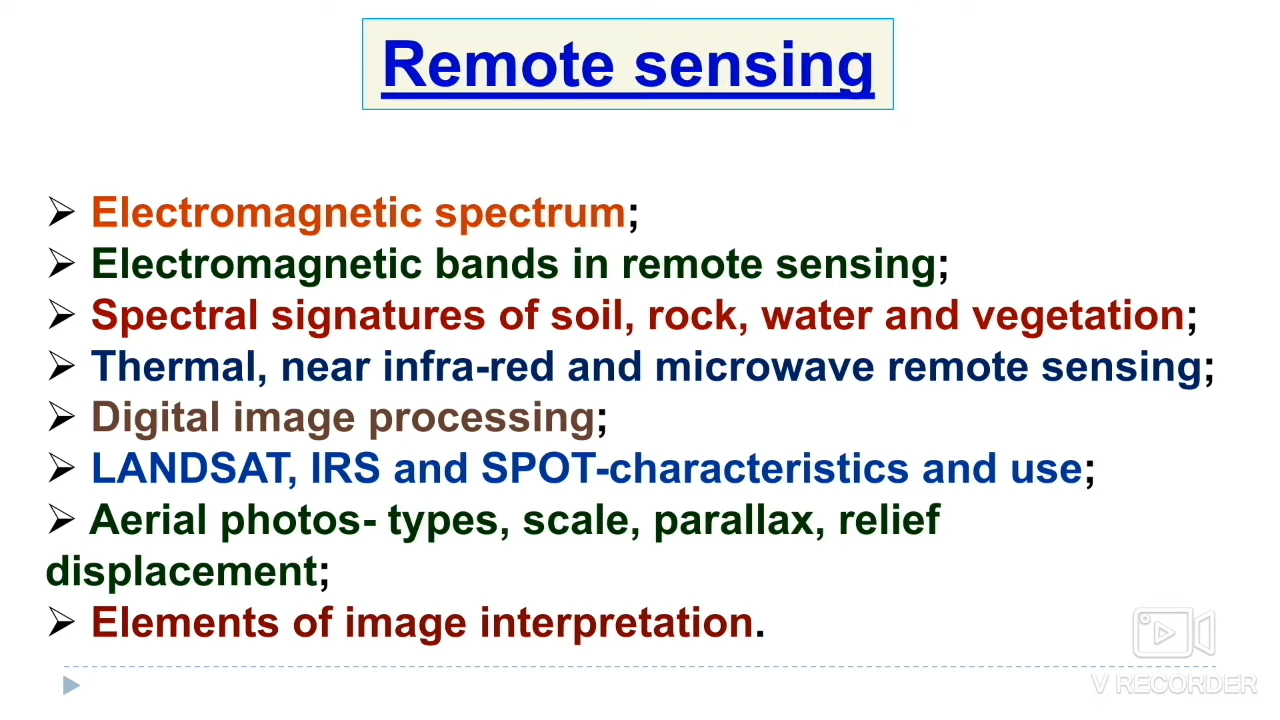 Remote sensing
➢ Electromagnetic spectrum;
➢ Electromagnetic bands in remote sensing;
➢ Spectral signatures of soil, rock, water and vegetation;
➢ Thermal, near infra-red and microwave remote sensing;
➢ Digital image processing;
➢ LANDSAT, IRS and SPOT-characteristics and use;
➢ Aerial photos- types, scale, parallax, relief
displacement;
➢ Elements of image interpretation.
V RECORDER